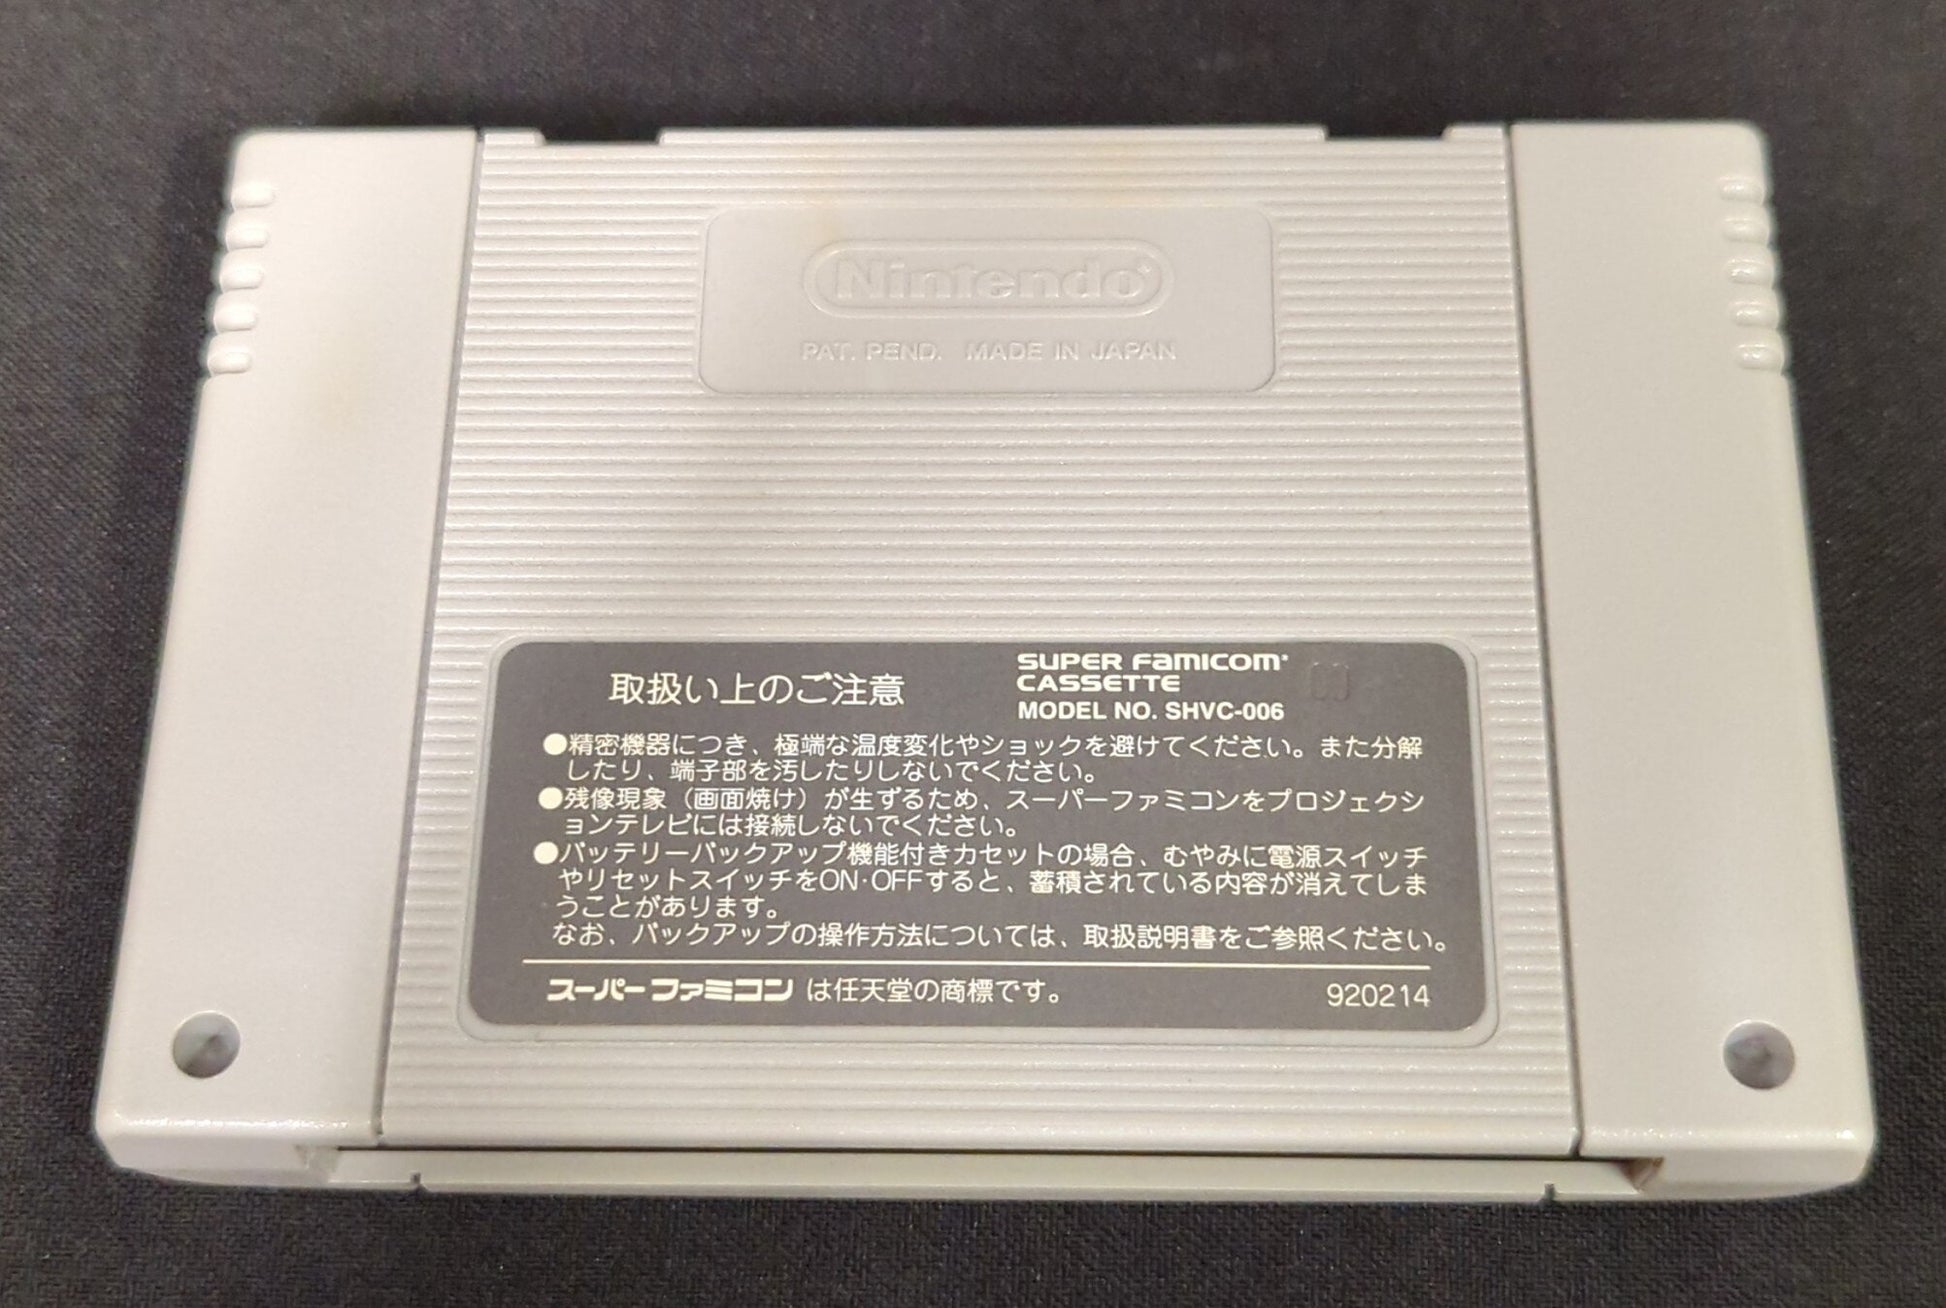 Nintendo
PAT. PEND. MADE IN JAPAN
取扱い上のご注意
SUPER FAMICOM
CASSETTE
MODEL NO. SHVC-006
●精密機器につき、極端な温度変化やショックを避けてください。また分解
したり、端子部を汚したりしないでください。
●残像現象(画面焼け)が生ずるため、スーパーファミコンをプロジェクシ
ョンテレビには接続しないでください。
●バッテリーバックアップ機能付きカセットの場合、むやみに電源スイッチ
やリセットスイッチをON·OFFすると、蓄積されている内容が消えてしま
うことがあります。
なお、バックアップの操作方法については、取扱説明書をご参照ください。
スーパーファミコン は任天堂の商標です。
920214